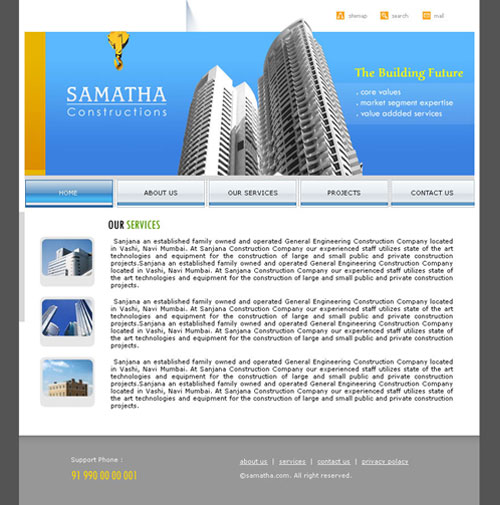 sitemap search mail
The Building Future
SAMATHA
Constructions
. core values
. market segment expertise
. value addded services
HOME ABOUT US OUR SERVICES PROJECTS CONTACT US
OUR SERVICES
Sanjana an established family owned and operated General Engineering Construction Company located
in Vashi, Navi Mumbai. At Sanjana Construction Company our experienced staff utilizes state of the art
technologies and equipment for the construction of large and small public and private construction
projects.Sanjana an established family owned and operated General Engineering Construction Company
located in Vashi, Navi Mumbai. At Sanjana Construction Company our experienced staff utilizes state of
the art technologies and equipment for the construction of large and small public and private construction
projects.
Sanjana an established family owned and operated General Engineering Construction Company located
in Vashi, Navi Mumbai. At Sanjana Construction Company our experienced staff utilizes state of the art
technologies and equipment for the construction of large and small public and private construction
projects.Sanjana an established family owned and operated General Engineering Construction Company
located in Vashi, Navi Mumbai. At Sanjana Construction Company our experienced staff utilizes state of
the art technologies and equipment for the construction of large and small public and private construction
projects.
Sanjana an established family owned and operated General Engineering Construction Company located
in Vashi, Navi Mumbai. At Sanjana Construction Company our experienced staff utilizes state of the art
technologies and equipment for the construction of large and small public and private construction
projects.Sanjana an established family owned and operated General Engineering Construction Company
located in Vashi, Navi Mumbai. At Sanjana Construction Company our experienced staff utilizes state of
the art technologies and equipment for the construction of large and small public and private construction
projects.
Support Phone :
91 990 00 00 001
about us | services | contact us | privacy polacy
©samatha.com. All right reserved.